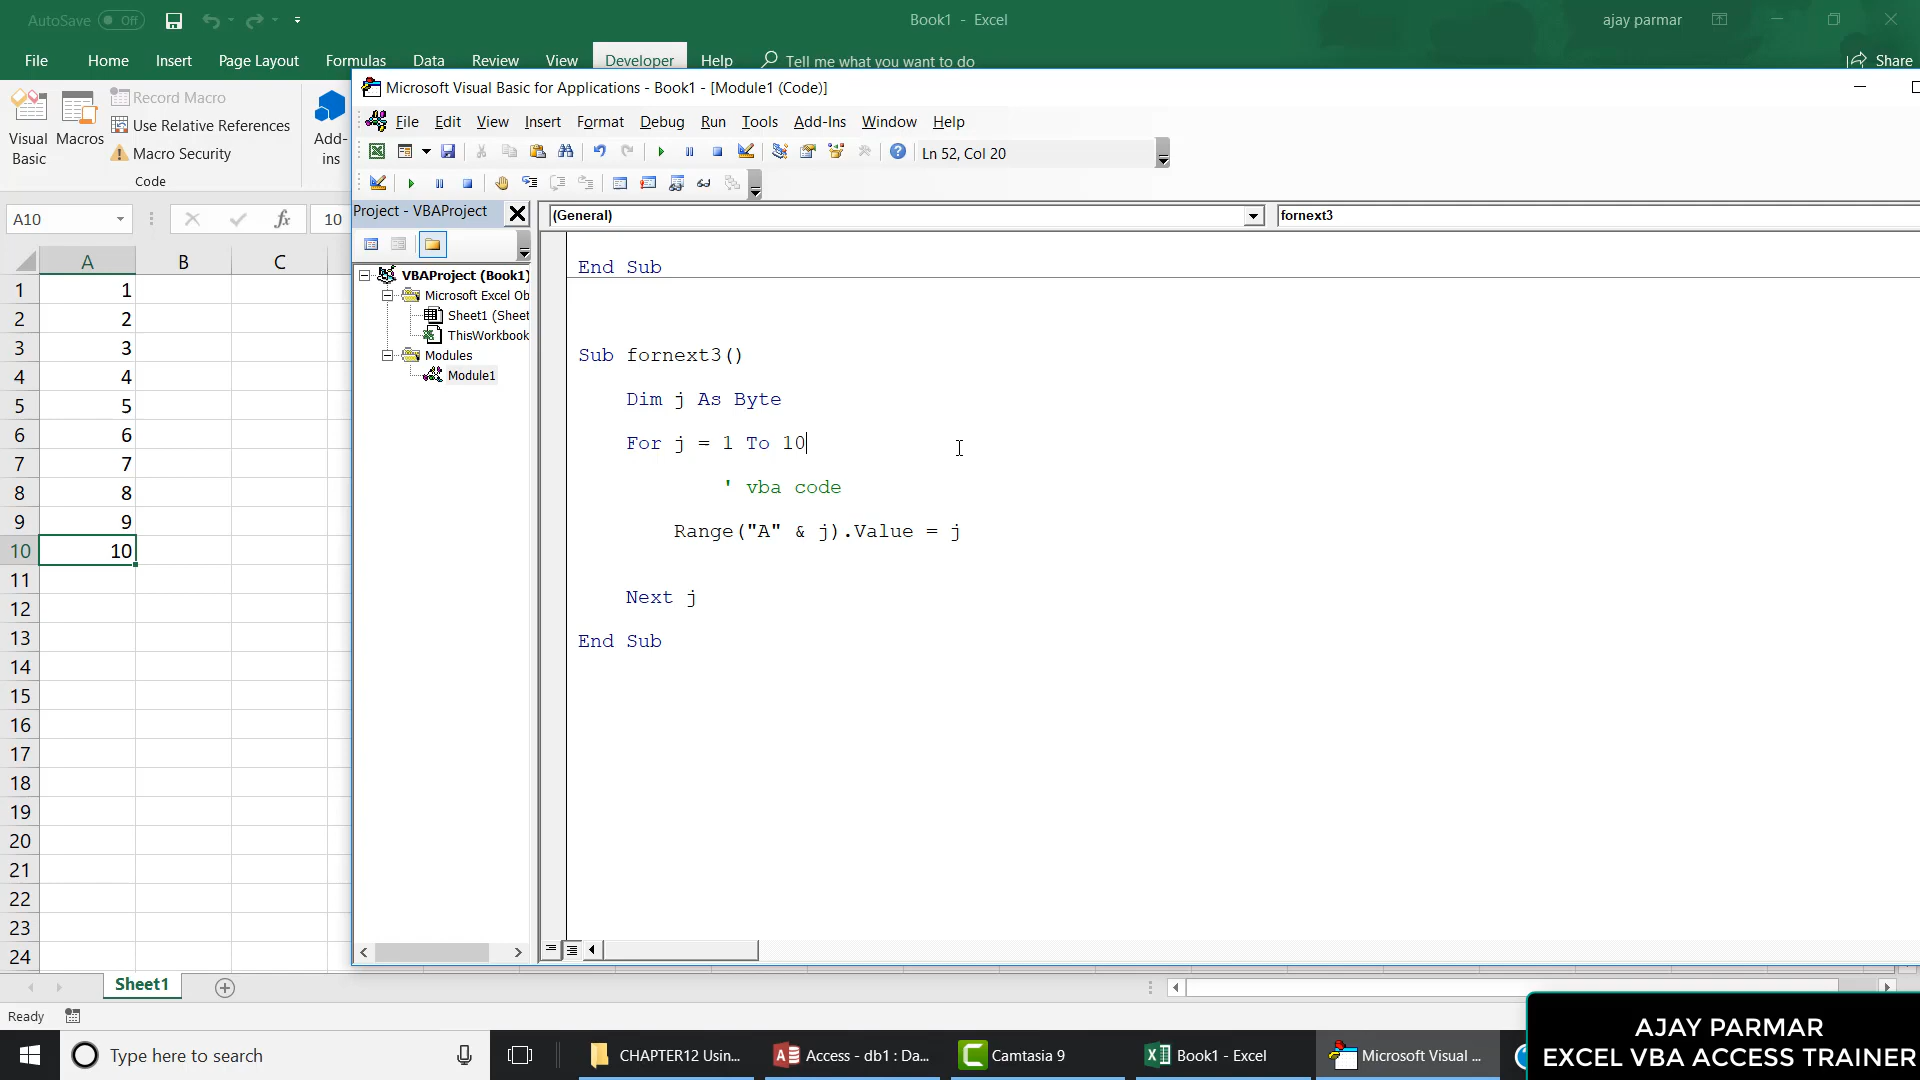 AutoSave Off
Book1 - Excel
ajay parmar
File Home Insert Page Layout Formulas Data Review View Developer Help Tell me what you want to do
Share
Visual Basic
Macros
Record Macro
Use Relative References
Macro Security
Code
Add-ins
Microsoft Visual Basic for Applications - Book1 - [Module1 (Code)]
File Edit View Insert Format Debug Run Tools Add-Ins Window Help
Ln 52, Col 20
A10
fx
10
Project - VBAProject
(General)
fornext3
VBAProject (Book1)
Microsoft Excel Ob
Sheet1 (Sheet
ThisWorkbook
Modules
Module1
A B C
1 1
2 2
3 3
4 4
5 5
6 6
7 7
8 8
9 9
10 10
11
12
13
14
15
16
17
18
19
20
21
22
23
24
End Sub
Sub fornext3()
Dim j As Byte
For j = 1 To 10
' vba code
Range("A" & j).Value = j
Next j
End Sub
Sheet1
Ready
AJAY PARMAR
EXCEL VBA ACCESS TRAINER
Type here to search
CHAPTER12 Usin...
Access - db1 : Da...
Camtasia 9
Book1 - Excel
Microsoft Visual ...